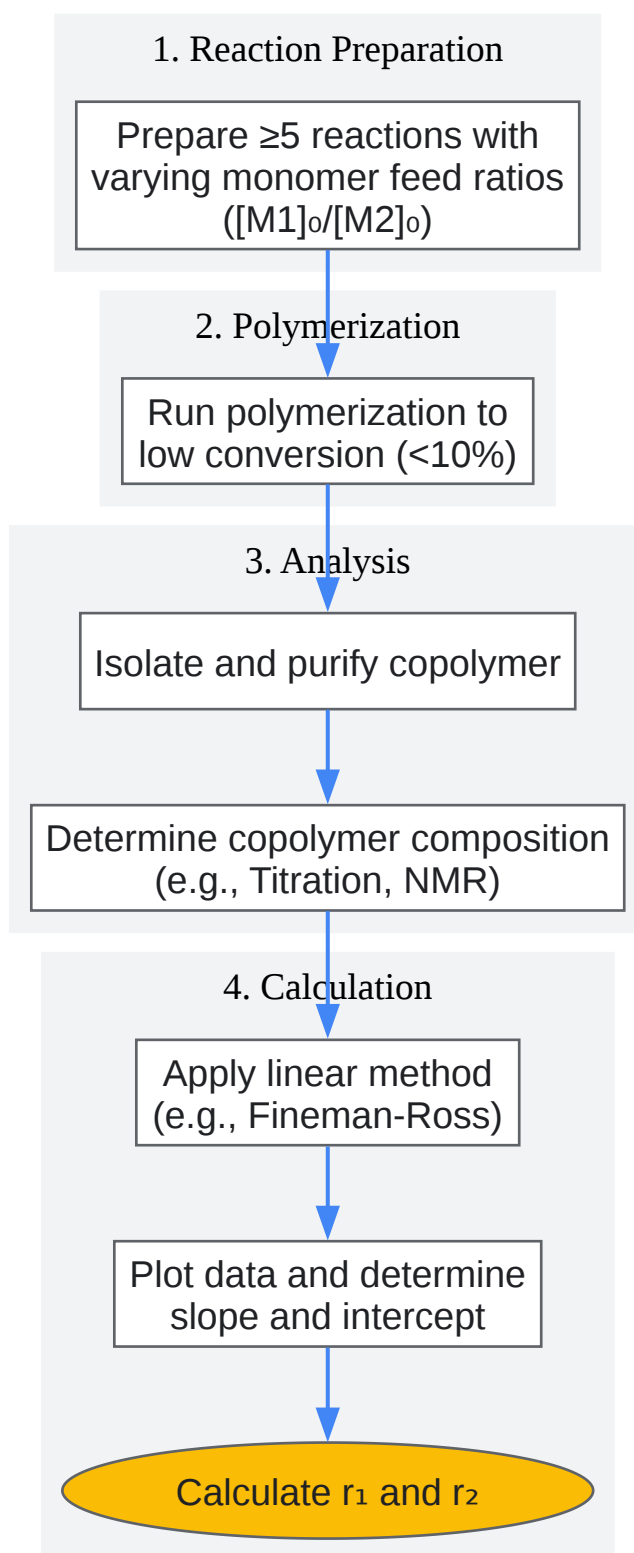 1. Reaction Preparation
Prepare ≥5 reactions with
varying monomer feed ratios
([M1]₀/[M2]₀)
2. Polymerization
Run polymerization to
low conversion (<10%)
3. Analysis
Isolate and purify copolymer
Determine copolymer composition
(e.g., Titration, NMR)
4. Calculation
Apply linear method
(e.g., Fineman-Ross)
Plot data and determine
slope and intercept
Calculate r₁ and r₂